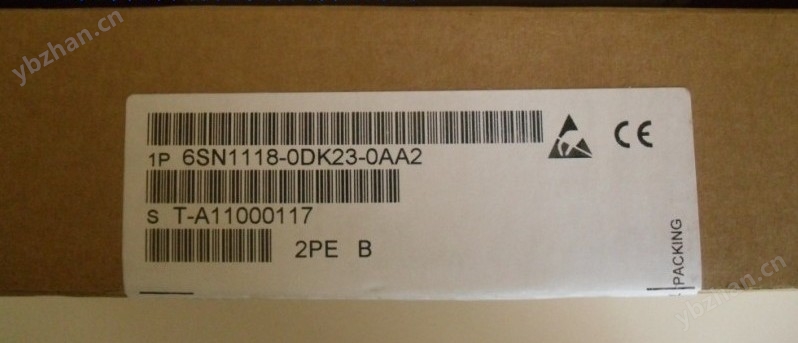 ybzhan.cn
1P 6SN1118-0DK23-0AA2
CE
S T-A11000117
2PE B
PACKING
ybzhan.cn